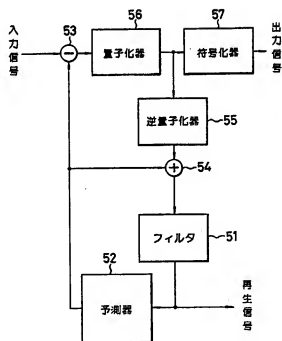 入力信号
53
56
量子化器
57
符号化器
出力信号
逆量子化器
55
54
フィルタ
51
52
予測器
再生信号